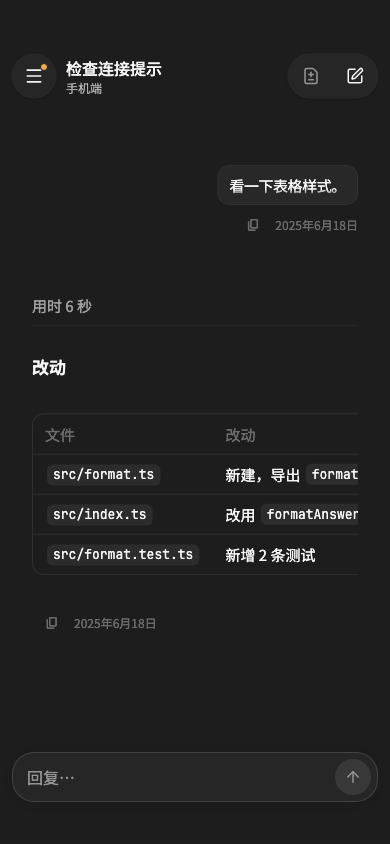 检查连接提示
手机端
看一下表格样式。
2025年6月18日
用时 6 秒
改动
文件 改动
src/format.ts 新建，导出 format
src/index.ts 改用 formatAnswer
src/format.test.ts 新增 2 条测试
2025年6月18日
回复…